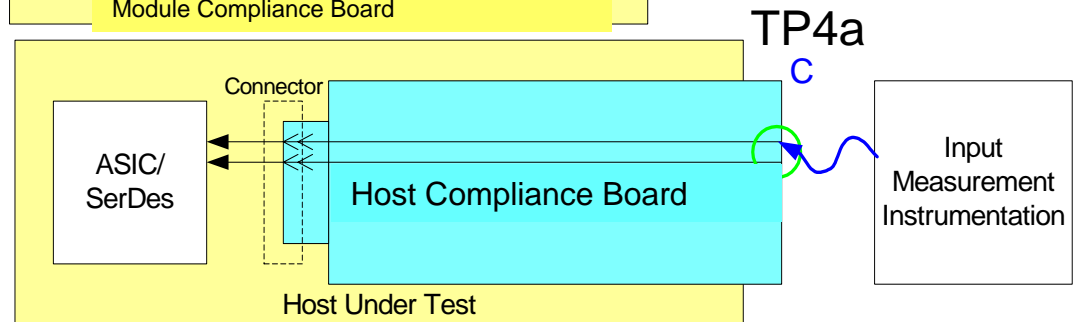 Module Compliance Board
TP4a
C
Connector
ASIC/
SerDes
Host Compliance Board
Input
Measurement
Instrumentation
Host Under Test